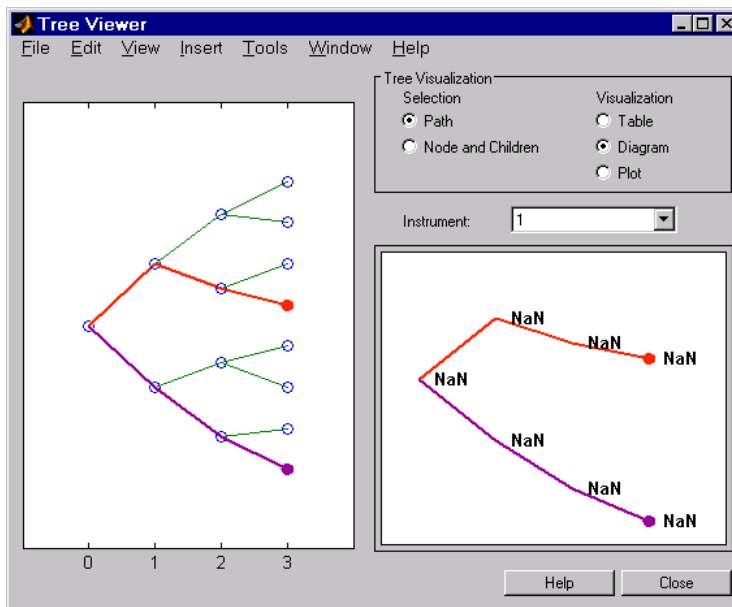 Tree Viewer
File Edit View Insert Tools Window Help
Tree Visualization
Selection
Path
Node and Children
Visualization
Table
Diagram
Plot
Instrument:
1
0 1 2 3
NaN
NaN
NaN
NaN
NaN
NaN
NaN
Help
Close